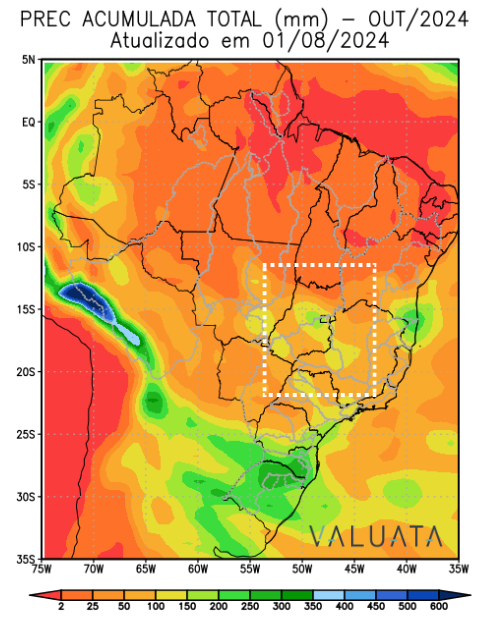 PREC ACUMULADA TOTAL (mm) – OUT/2024
Atualizado em 01/08/2024
5N
EQ
5S
10S
15S
20S
25S
30S
35S
VALUATA
75W 70W 65W 60W 55W 50W 45W 40W 35W
2 25 50 100 150 200 250 300 350 400 450 500 600